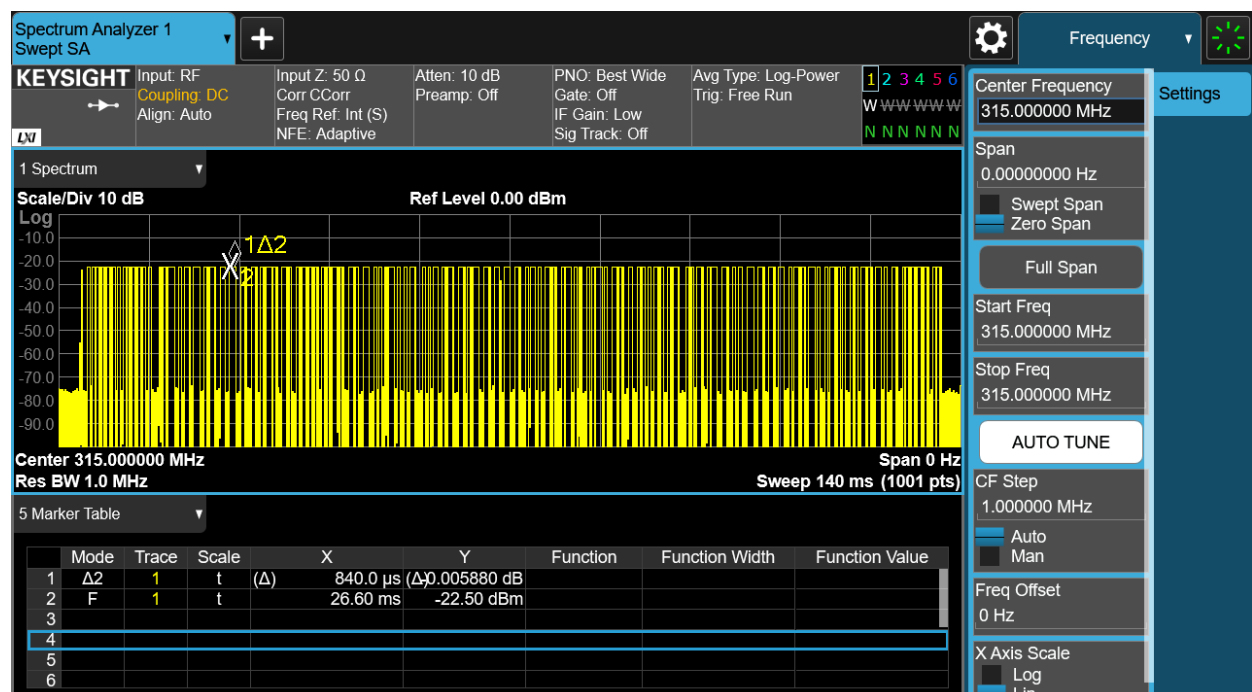 Spectrum Analyzer 1
Swept SA
+
Frequency
KEYSIGHT
LXI
Input: RF
Coupling: DC
Align: Auto
Input Z: 50 Ω
Corr CCorr
Freq Ref: Int (S)
NFE: Adaptive
Atten: 10 dB
Preamp: Off
PNO: Best Wide
Gate: Off
IF Gain: Low
Sig Track: Off
Avg Type: Log-Power
Trig: Free Run
1 2 3 4 5 6
W W W W W W
N N N N N N
1 Spectrum
Scale/Div 10 dB
Ref Level 0.00 dBm
Log
-10.0
-20.0
-30.0
-40.0
-50.0
-60.0
-70.0
-80.0
-90.0
1Δ2
2
Center 315.000000 MHz
Span 0 Hz
Res BW 1.0 MHz
Sweep 140 ms (1001 pts)
5 Marker Table
Mode Trace Scale X Y Function Function Width Function Value
1 Δ2 1 t (Δ) 840.0 µs (Δ) -0.005880 dB
2 F 1 t 26.60 ms -22.50 dBm
3
4
5
6
Center Frequency
315.000000 MHz
Span
0.00000000 Hz
Swept Span
Zero Span
Full Span
Start Freq
315.000000 MHz
Stop Freq
315.000000 MHz
AUTO TUNE
CF Step
1.000000 MHz
Auto
Man
Freq Offset
0 Hz
X Axis Scale
Log
Lin
Settings